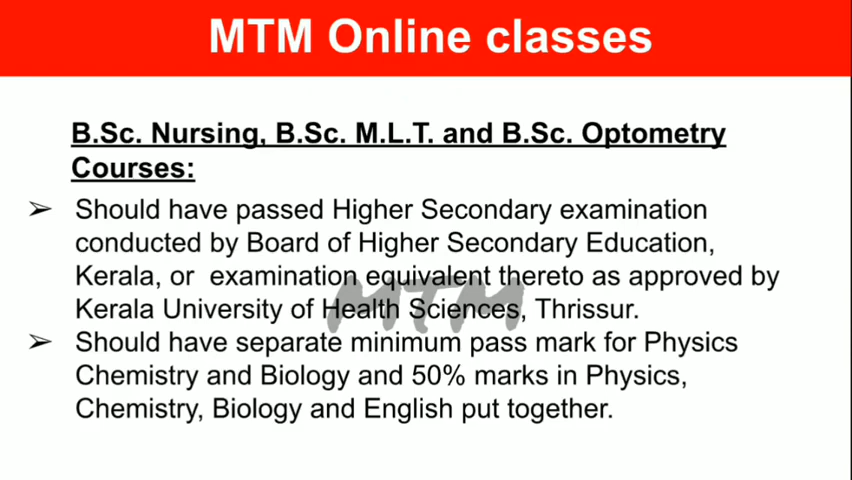 MTM Online classes
B.Sc. Nursing, B.Sc. M.L.T. and B.Sc. Optometry
Courses:
➢ Should have passed Higher Secondary examination
conducted by Board of Higher Secondary Education,
Kerala, or examination equivalent thereto as approved by
Kerala University of Health Sciences, Thrissur.
➢ Should have separate minimum pass mark for Physics
Chemistry and Biology and 50% marks in Physics,
Chemistry, Biology and English put together.
MTM